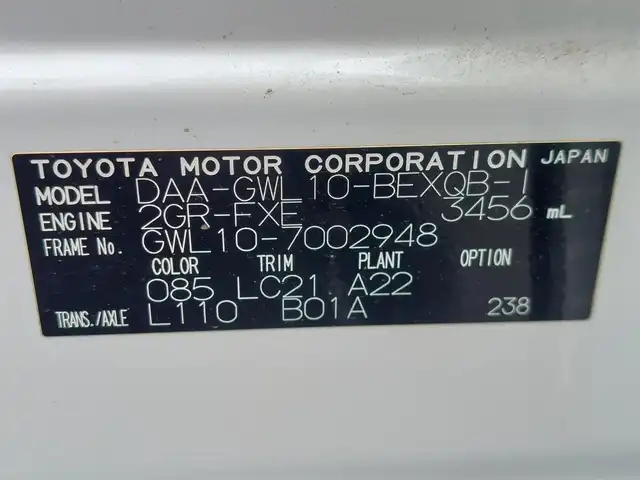 TOYOTA MOTOR CORPORATION JAPAN
MODEL DAA-GWL10-BEXQB-I
ENGINE 2GR-FXE 3456 mL
FRAME No. GWL10-7002948
COLOR TRIM PLANT OPTION
085 LC21 A22
TRANS./AXLE L110 B01A 238